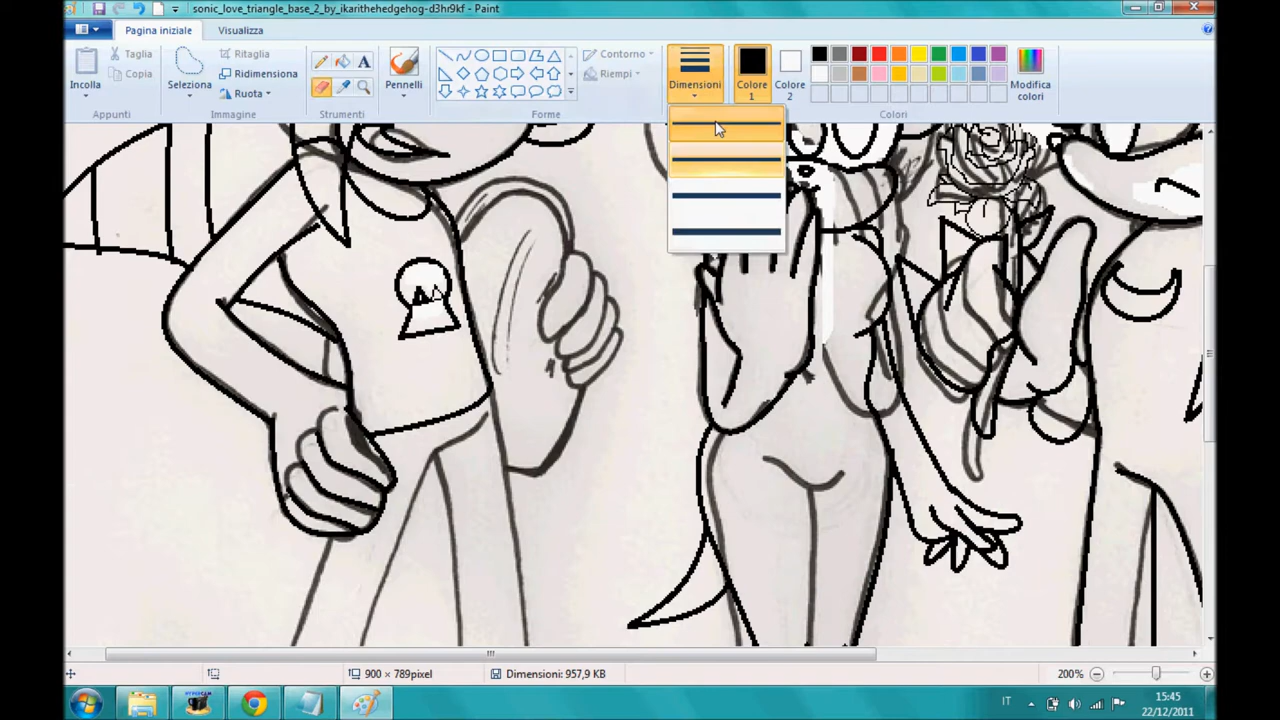 sonic_love_triangle_base_2_by_ikarithehedgehog-d3hr9kf - Paint
Pagina iniziale
Visualizza
Incolla
Taglia
Copia
Appunti
Seleziona
Ritaglia
Ridimensiona
Ruota
Immagine
A
Strumenti
Pennelli
Contorno
Riempi
Forme
Dimensioni
Colore 1
Colore 2
Modifica colori
Colori
900 × 789pixel
Dimensioni: 957,9 KB
200%
HYPERCAM
IT
15:45
22/12/2011